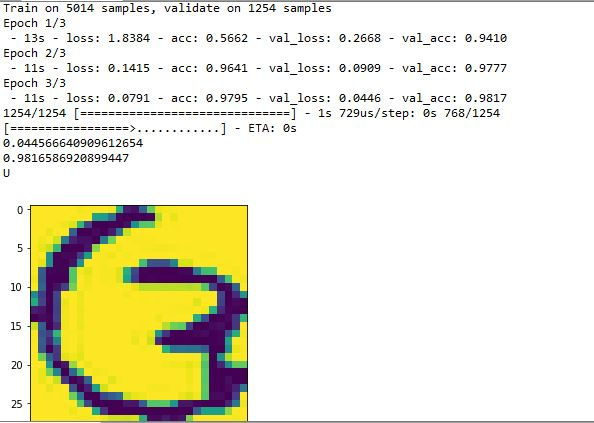 Train on 5014 samples, validate on 1254 samples
Epoch 1/3
 - 13s - loss: 1.8384 - acc: 0.5662 - val_loss: 0.2668 - val_acc: 0.9410
Epoch 2/3
 - 11s - loss: 0.1415 - acc: 0.9641 - val_loss: 0.0909 - val_acc: 0.9777
Epoch 3/3
 - 11s - loss: 0.0791 - acc: 0.9795 - val_loss: 0.0446 - val_acc: 0.9817
1254/1254 [==============================] - 1s 729us/step: 0s 768/1254
[=================>............] - ETA: 0s
0.044566640909612654
0.9816586920899447
U
0
5
10
15
20
25